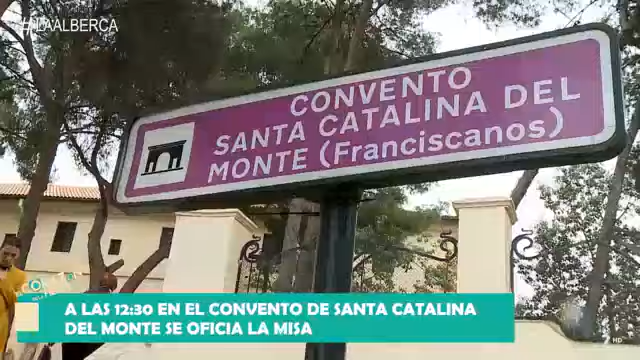 CONVENTO
SANTA CATALINA DEL
MONTE (Franciscanos)
A LAS 12:30 EN EL CONVENTO DE SANTA CATALINA
DEL MONTE SE OFICIA LA MISA
HD